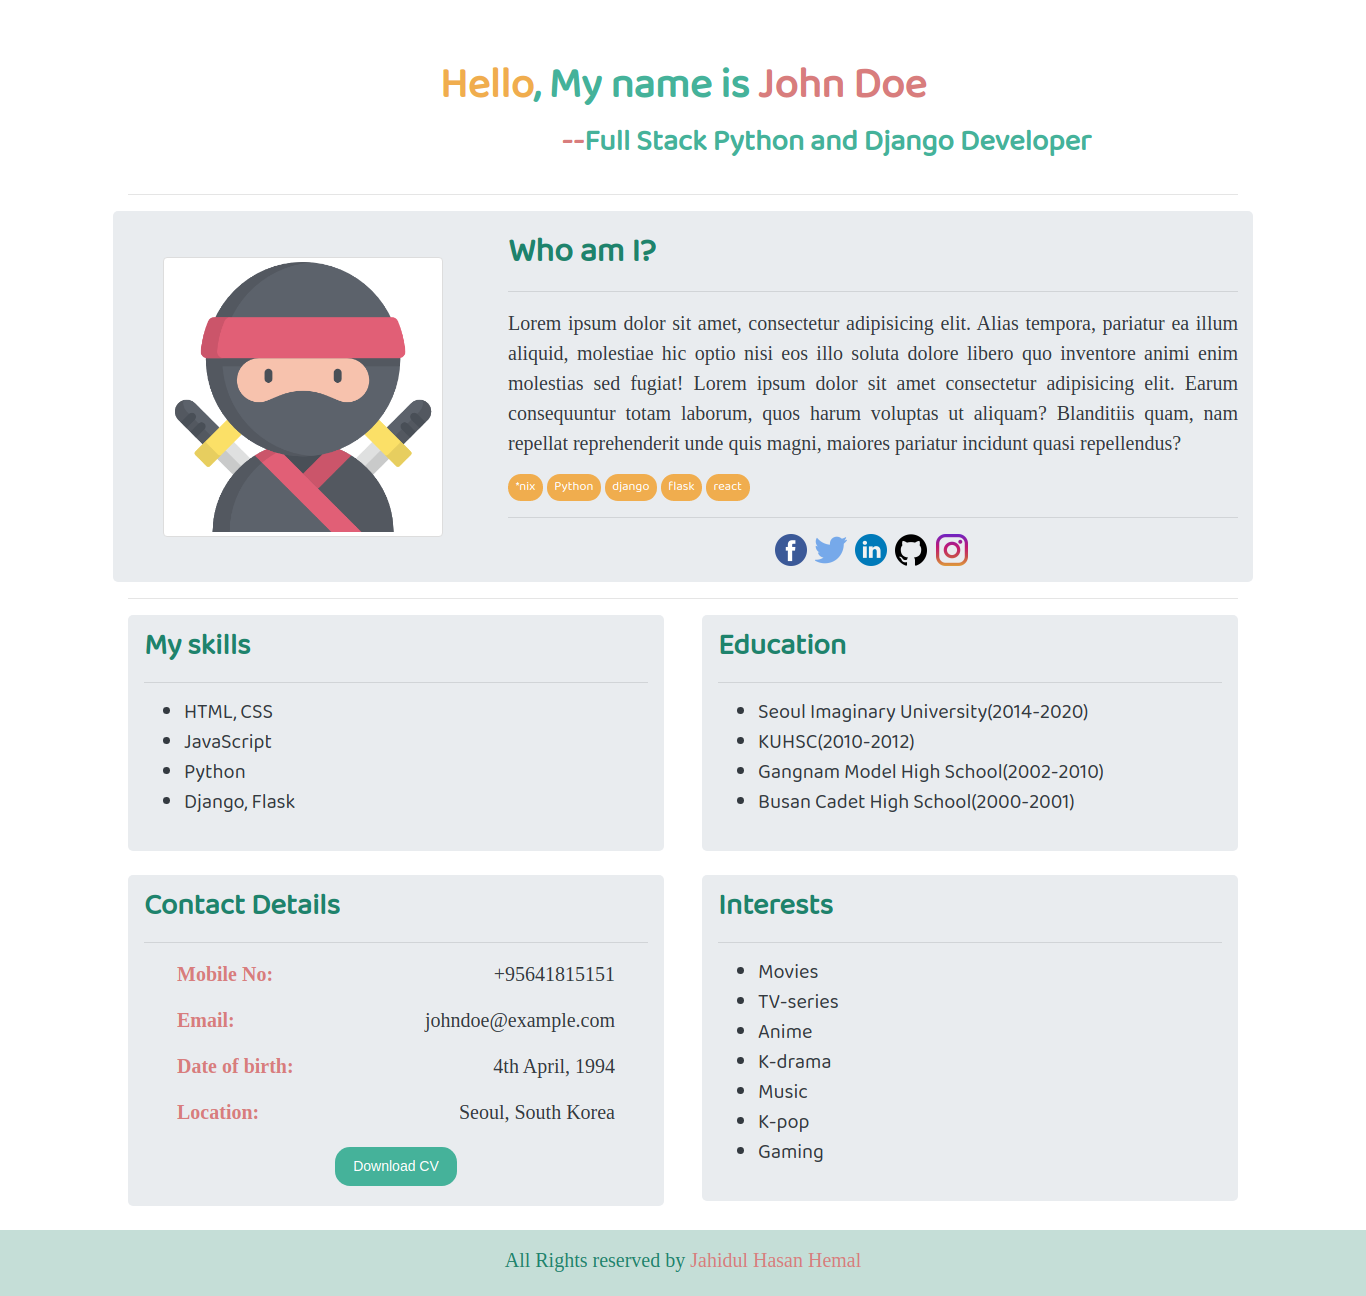 Hello, My name is John Doe
--Full Stack Python and Django Developer
Who am I?
Lorem ipsum dolor sit amet, consectetur adipisicing elit. Alias tempora, pariatur ea illum
aliquid, molestiae hic optio nisi eos illo soluta dolore libero quo inventore animi enim
molestias sed fugiat! Lorem ipsum dolor sit amet consectetur adipisicing elit. Earum
consequuntur totam laborum, quos harum voluptas ut aliquam? Blanditiis quam, nam
repellat reprehenderit unde quis magni, maiores pariatur incidunt quasi repellendus?
*nix Python django flask react
My skills
HTML, CSS
JavaScript
Python
Django, Flask
Education
Seoul Imaginary University(2014-2020)
KUHSC(2010-2012)
Gangnam Model High School(2002-2010)
Busan Cadet High School(2000-2001)
Contact Details
Mobile No: +95641815151
Email: johndoe@example.com
Date of birth: 4th April, 1994
Location: Seoul, South Korea
Download CV
Interests
Movies
TV-series
Anime
K-drama
Music
K-pop
Gaming
All Rights reserved by Jahidul Hasan Hemal